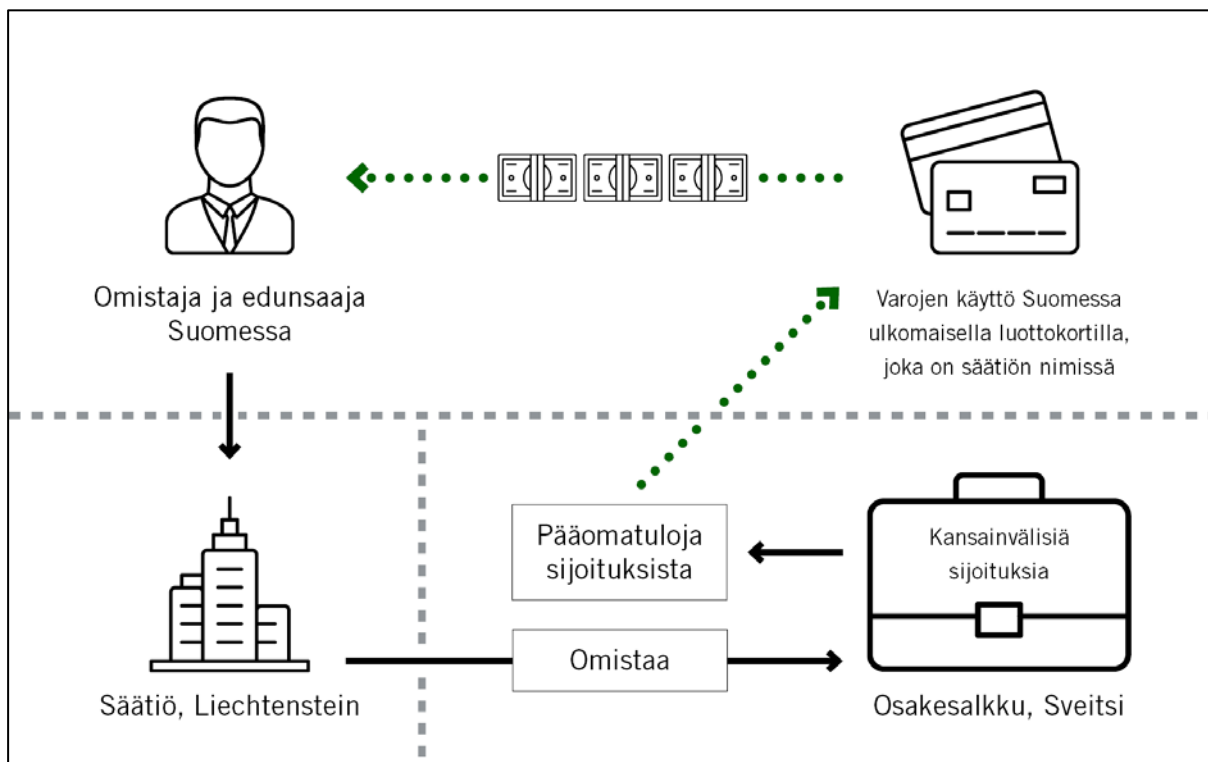 Omistaja ja edunsaaja
Suomessa
Varojen käyttö Suomessa
ulkomaisella luottokortilla,
joka on säätiön nimissä
Pääomatuloja
sijoituksista
Kansainvälisiä
sijoituksia
Omistaa
Säätiö, Liechtenstein
Osakesalkku, Sveitsi